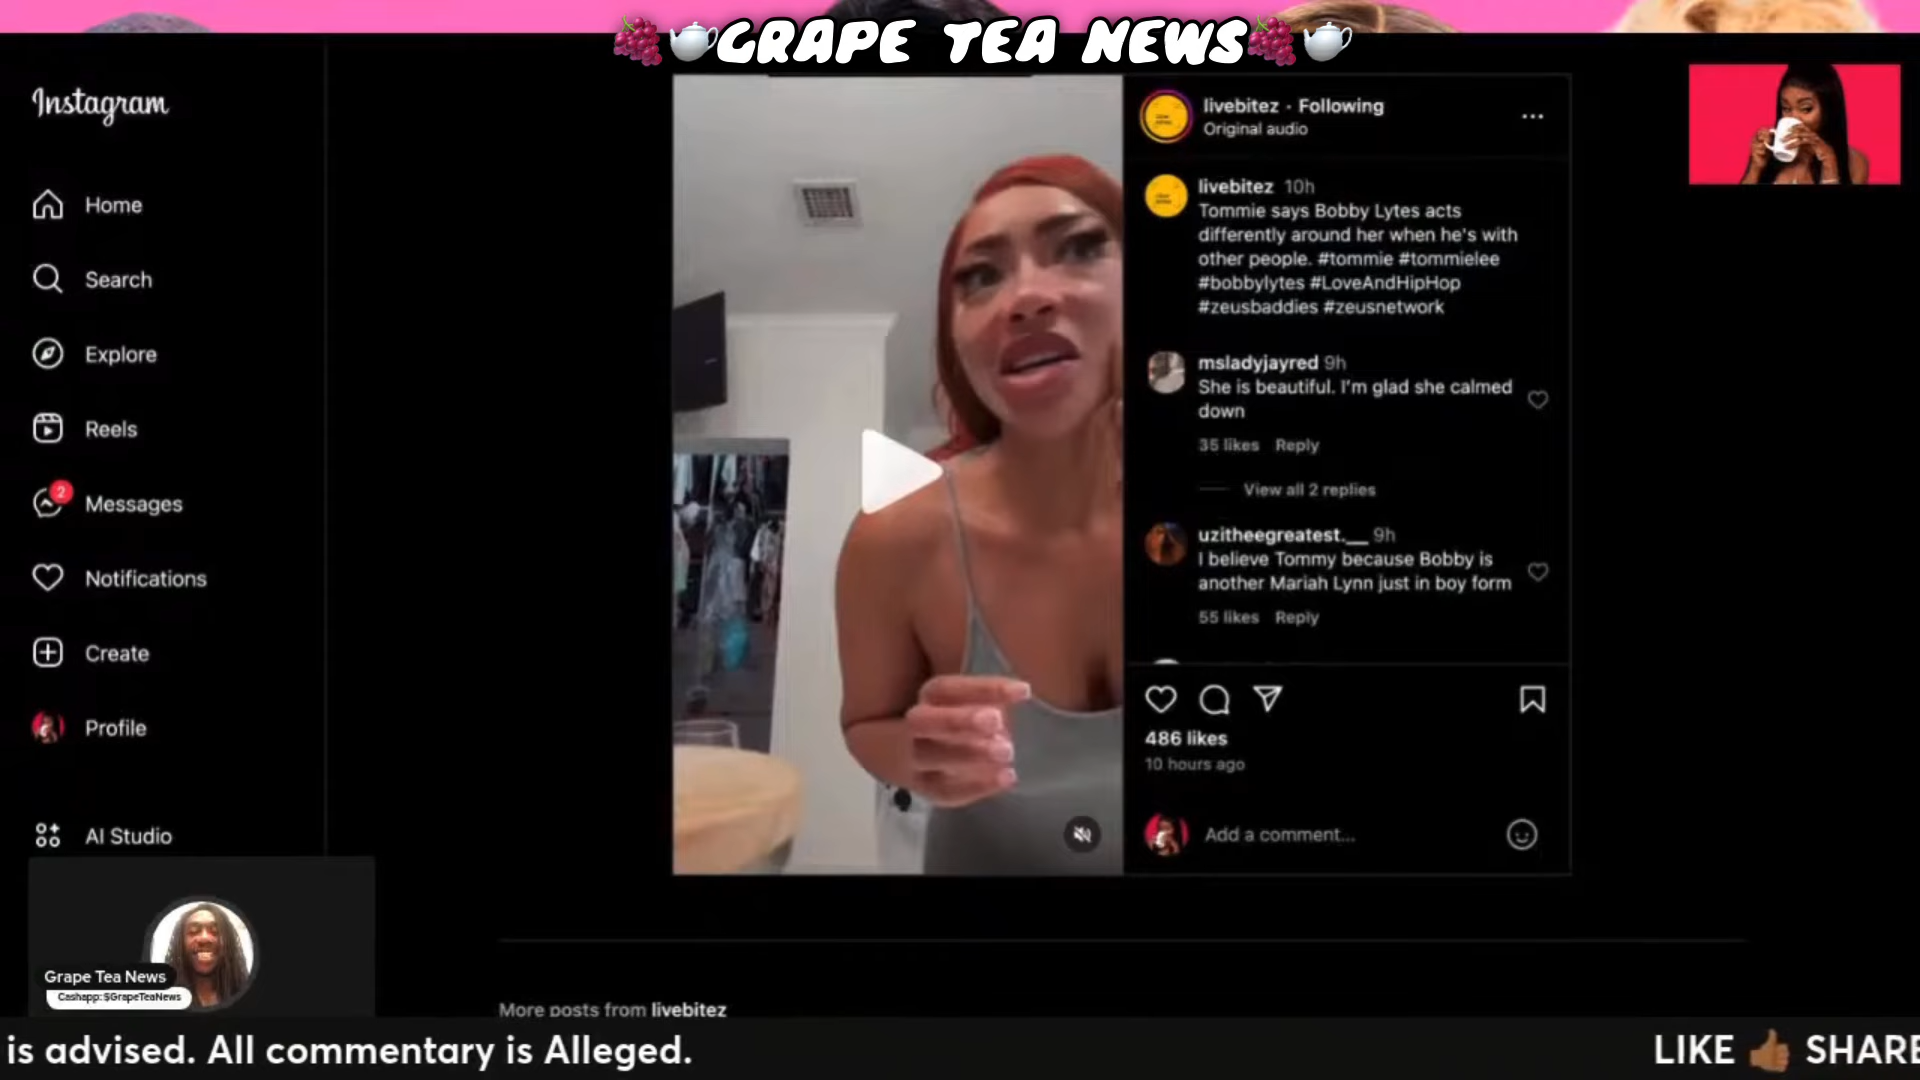 GRAPE TEA NEWS
Instagram
Home
Search
Explore
Reels
2
Messages
Notifications
Create
Profile
AI Studio
livebitez · Following
Original audio
livebitez 10h
Tommie says Bobby Lytes acts
differently around her when he's with
other people. #tommie #tommielee
#bobbylytes #LoveAndHipHop
#zeusbaddies #zeusnetwork
msladyjayred 9h
She is beautiful. I'm glad she calmed
down
35 likes Reply
View all 2 replies
uzitheegreatest.__ 9h
I believe Tommy because Bobby is
another Mariah Lynn just in boy form
55 likes Reply
486 likes
10 hours ago
Add a comment...
Grape Tea News
Cashapp: $GrapeTeaNews
More posts from livebitez
is advised. All commentary is Alleged.
LIKE 👍🏾 SHARE